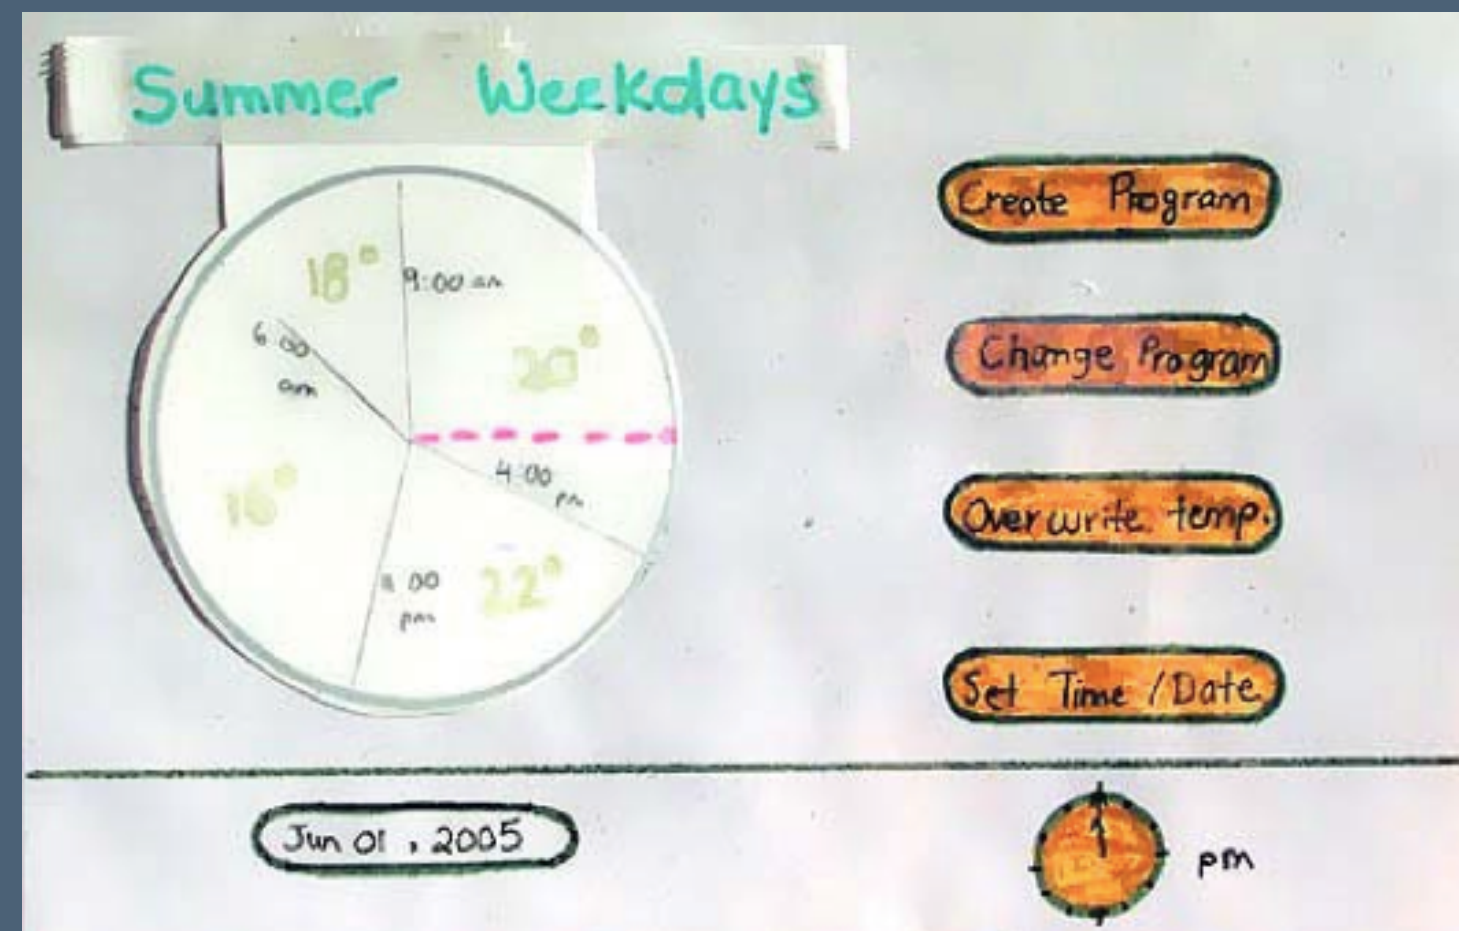 Summer Weekdays
18°
9:00 am
20°
6:00
am
4:00
pm
16°
22°
:00
pm
Create Program
Change Program
Overwrite temp.
Set Time / Date
Jun 01, 2005
pm